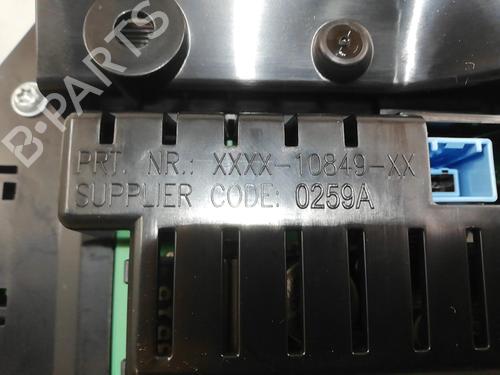 B-PARTS
PRT. NR.: XXXX-10849-XX
SUPPLIER CODE: 0259A